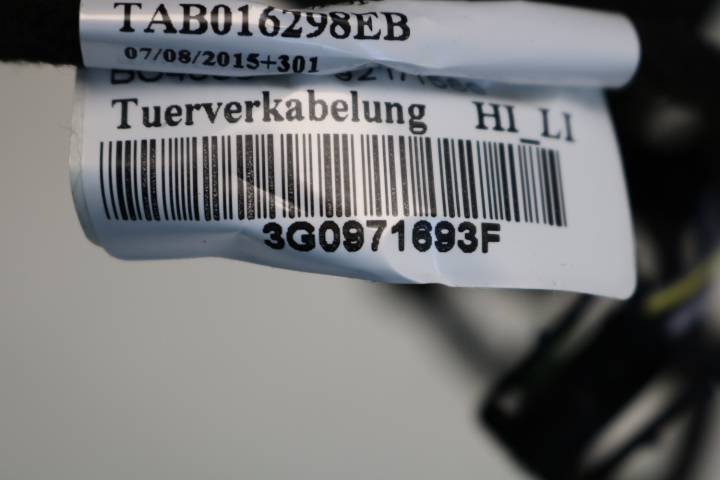 TAB016298EB
07/08/2015+301
Tuerverkabelung HI_LI
3G0971693F